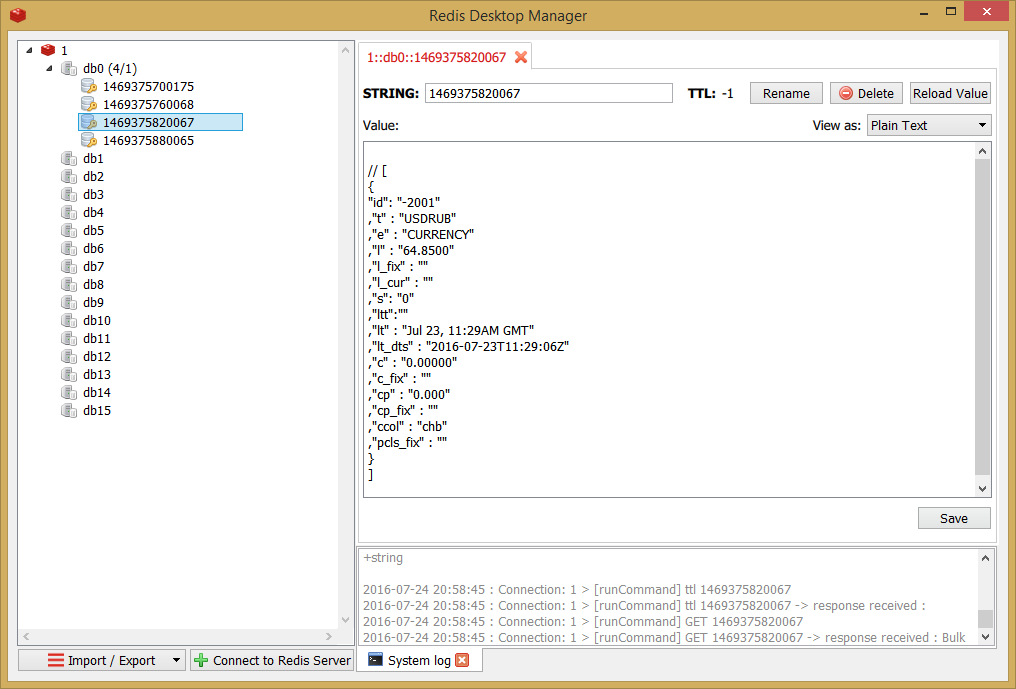 Redis Desktop Manager
1
db0 (4/1)
1469375700175
1469375760068
1469375820067
1469375880065
db1
db2
db3
db4
db5
db6
db7
db8
db9
db10
db11
db12
db13
db14
db15
Import / Export
Connect to Redis Server
1::db0::1469375820067
STRING: 1469375820067 TTL: -1 Rename Delete Reload Value
Value: View as: Plain Text
// [
{
"id": "-2001"
,"t" : "USDRUB"
,"e" : "CURRENCY"
,"l" : "64.8500"
,"l_fix" : ""
,"l_cur" : ""
,"s": "0"
,"ltt":""
,"lt" : "Jul 23, 11:29AM GMT"
,"lt_dts" : "2016-07-23T11:29:06Z"
,"c" : "0.00000"
,"c_fix" : ""
,"cp" : "0.000"
,"cp_fix" : ""
,"ccol" : "chb"
,"pcls_fix" : ""
}
]
Save
+string
2016-07-24 20:58:45 : Connection: 1 > [runCommand] ttl 1469375820067
2016-07-24 20:58:45 : Connection: 1 > [runCommand] ttl 1469375820067 -> response received :
2016-07-24 20:58:45 : Connection: 1 > [runCommand] GET 1469375820067
2016-07-24 20:58:45 : Connection: 1 > [runCommand] GET 1469375820067 -> response received : Bulk
System log